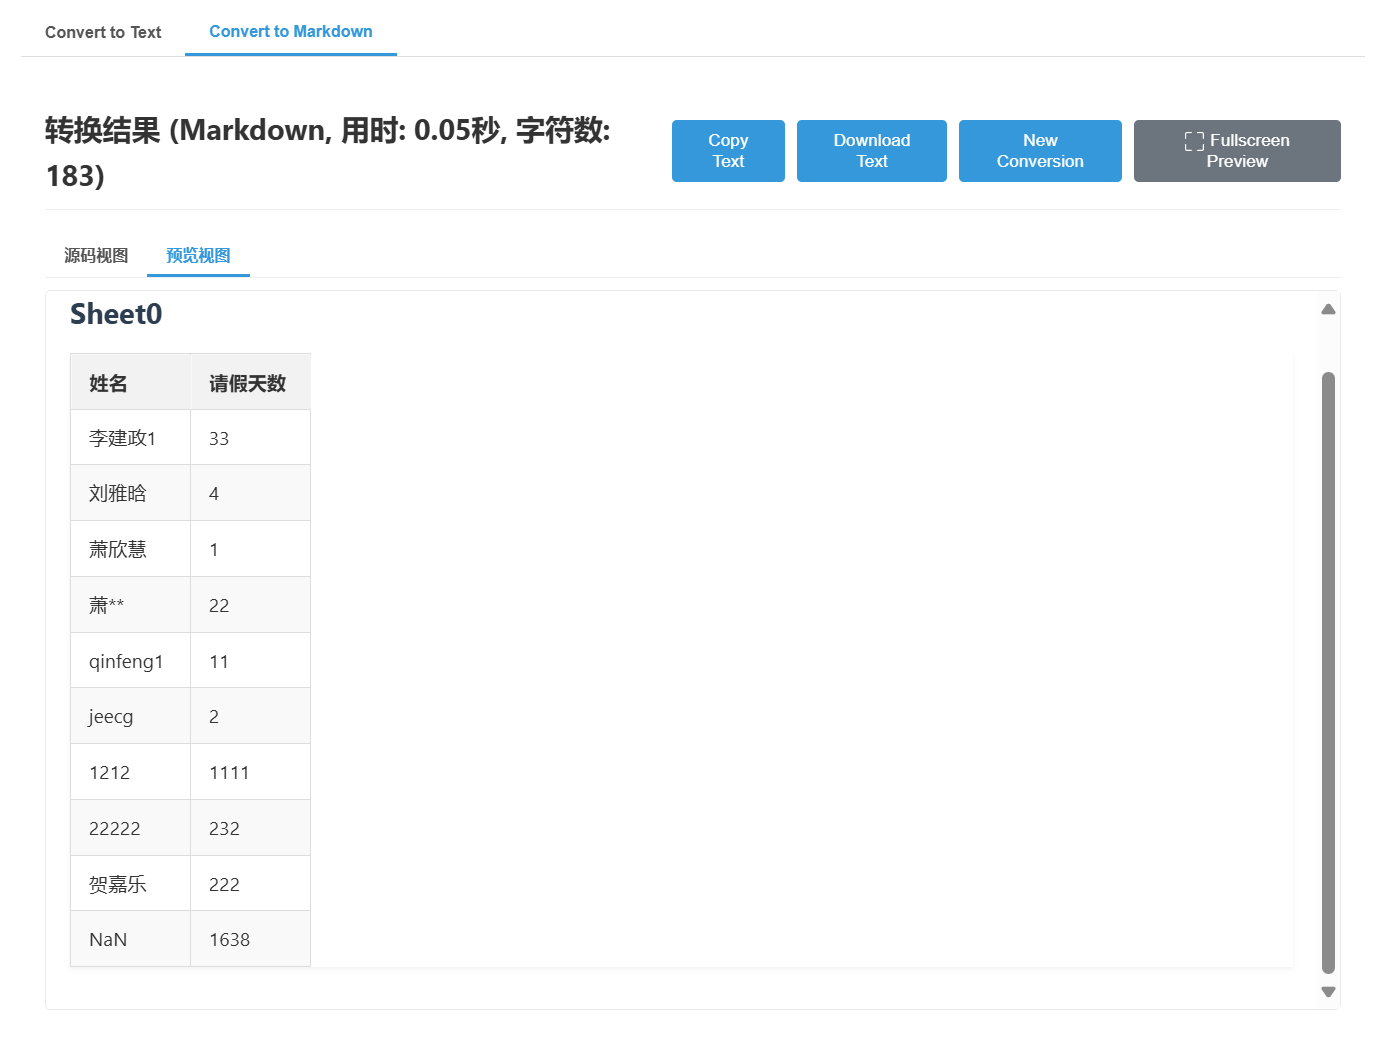 Convert to Text
Convert to Markdown
转换结果 (Markdown, 用时: 0.05秒, 字符数:
183)
Copy
Text
Download
Text
New
Conversion
Fullscreen
Preview
源码视图
预览视图
Sheet0
姓名 请假天数
李建政1 33
刘雅晗 4
萧欣慧 1
萧** 22
qinfeng1 11
jeecg 2
1212 1111
22222 232
贺嘉乐 222
NaN 1638